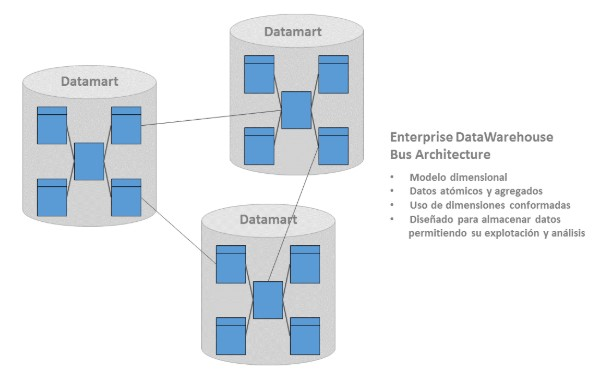 Datamart
Datamart
Datamart
Enterprise DataWarehouse
Bus Architecture
• Modelo dimensional
• Datos atómicos y agregados
• Uso de dimensiones conformadas
• Diseñado para almacenar datos
permitiendo su explotación y análisis